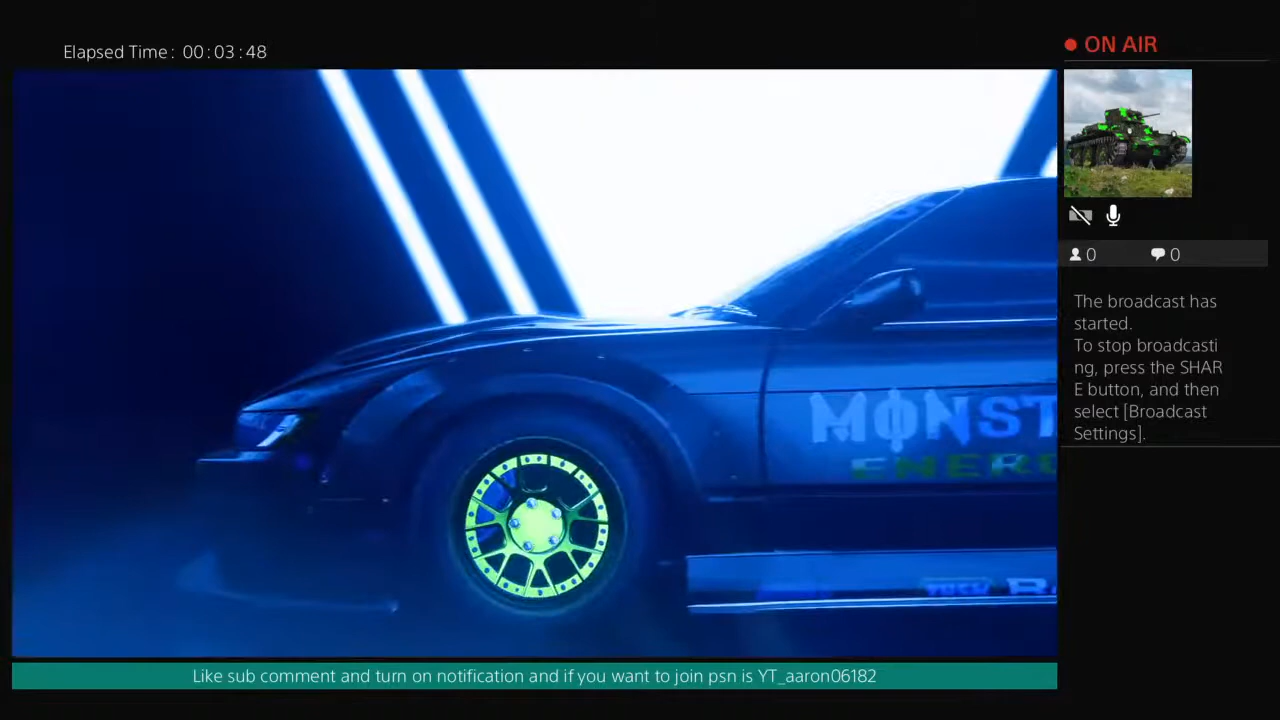 Elapsed Time: 00:03:48
ON AIR
0 0
The broadcast has
started.
To stop broadcasti
ng, press the SHAR
E button, and then
select [Broadcast
Settings].
MONST
ENERG
Like sub comment and turn on notification and if you want to join psn is YT_aaron06182